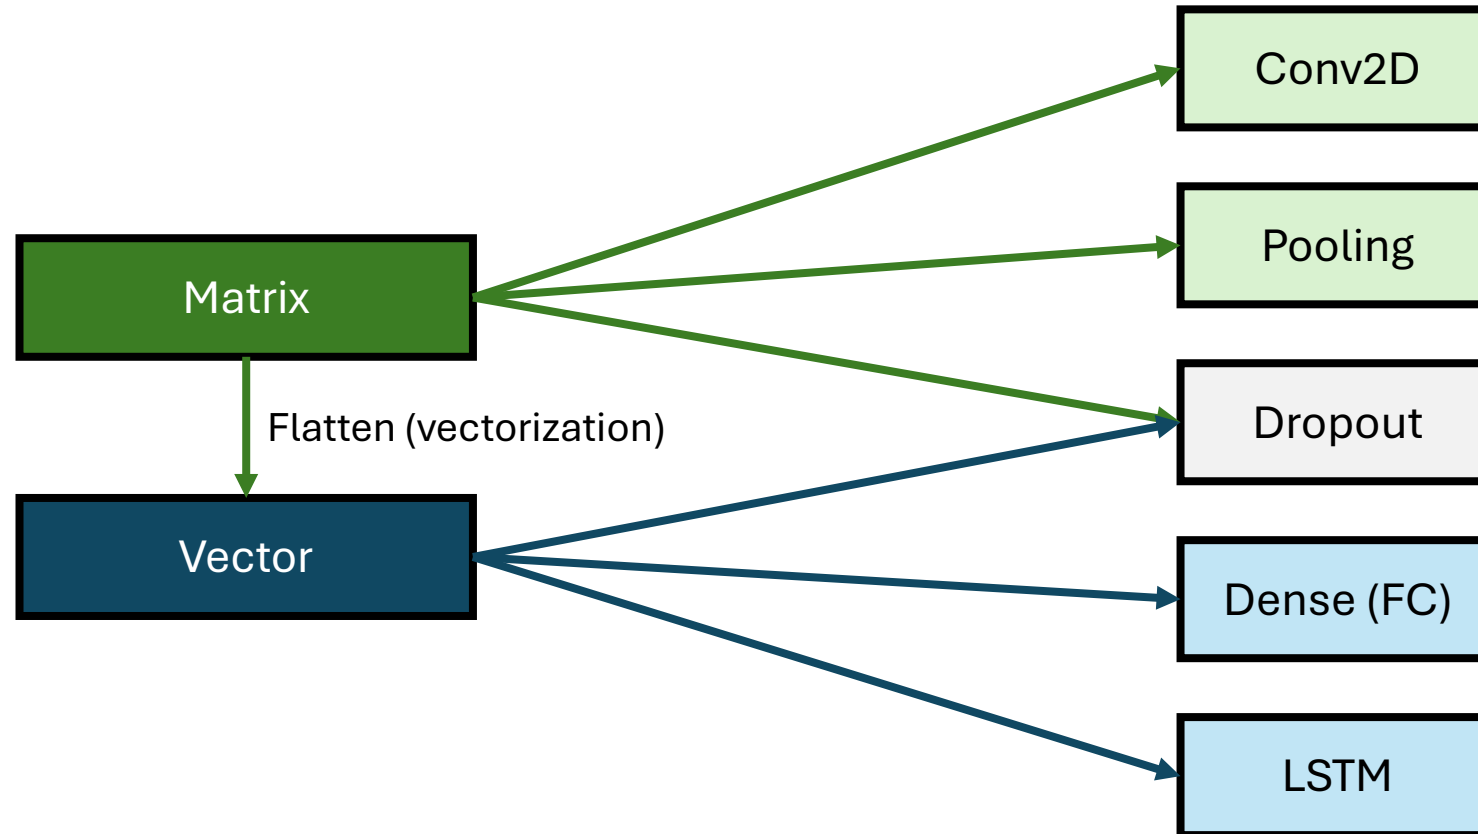 Conv2D
Pooling
Matrix
Dropout
Flatten (vectorization)
Vector
Dense (FC)
LSTM